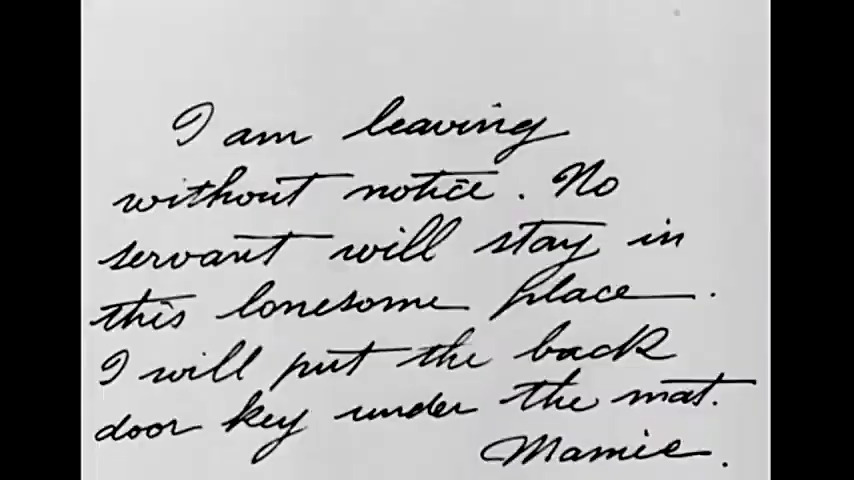 I am leaving
without notice. No
servant will stay in
this lonesome place.
I will put the back
door key under the mat.
Mamie.